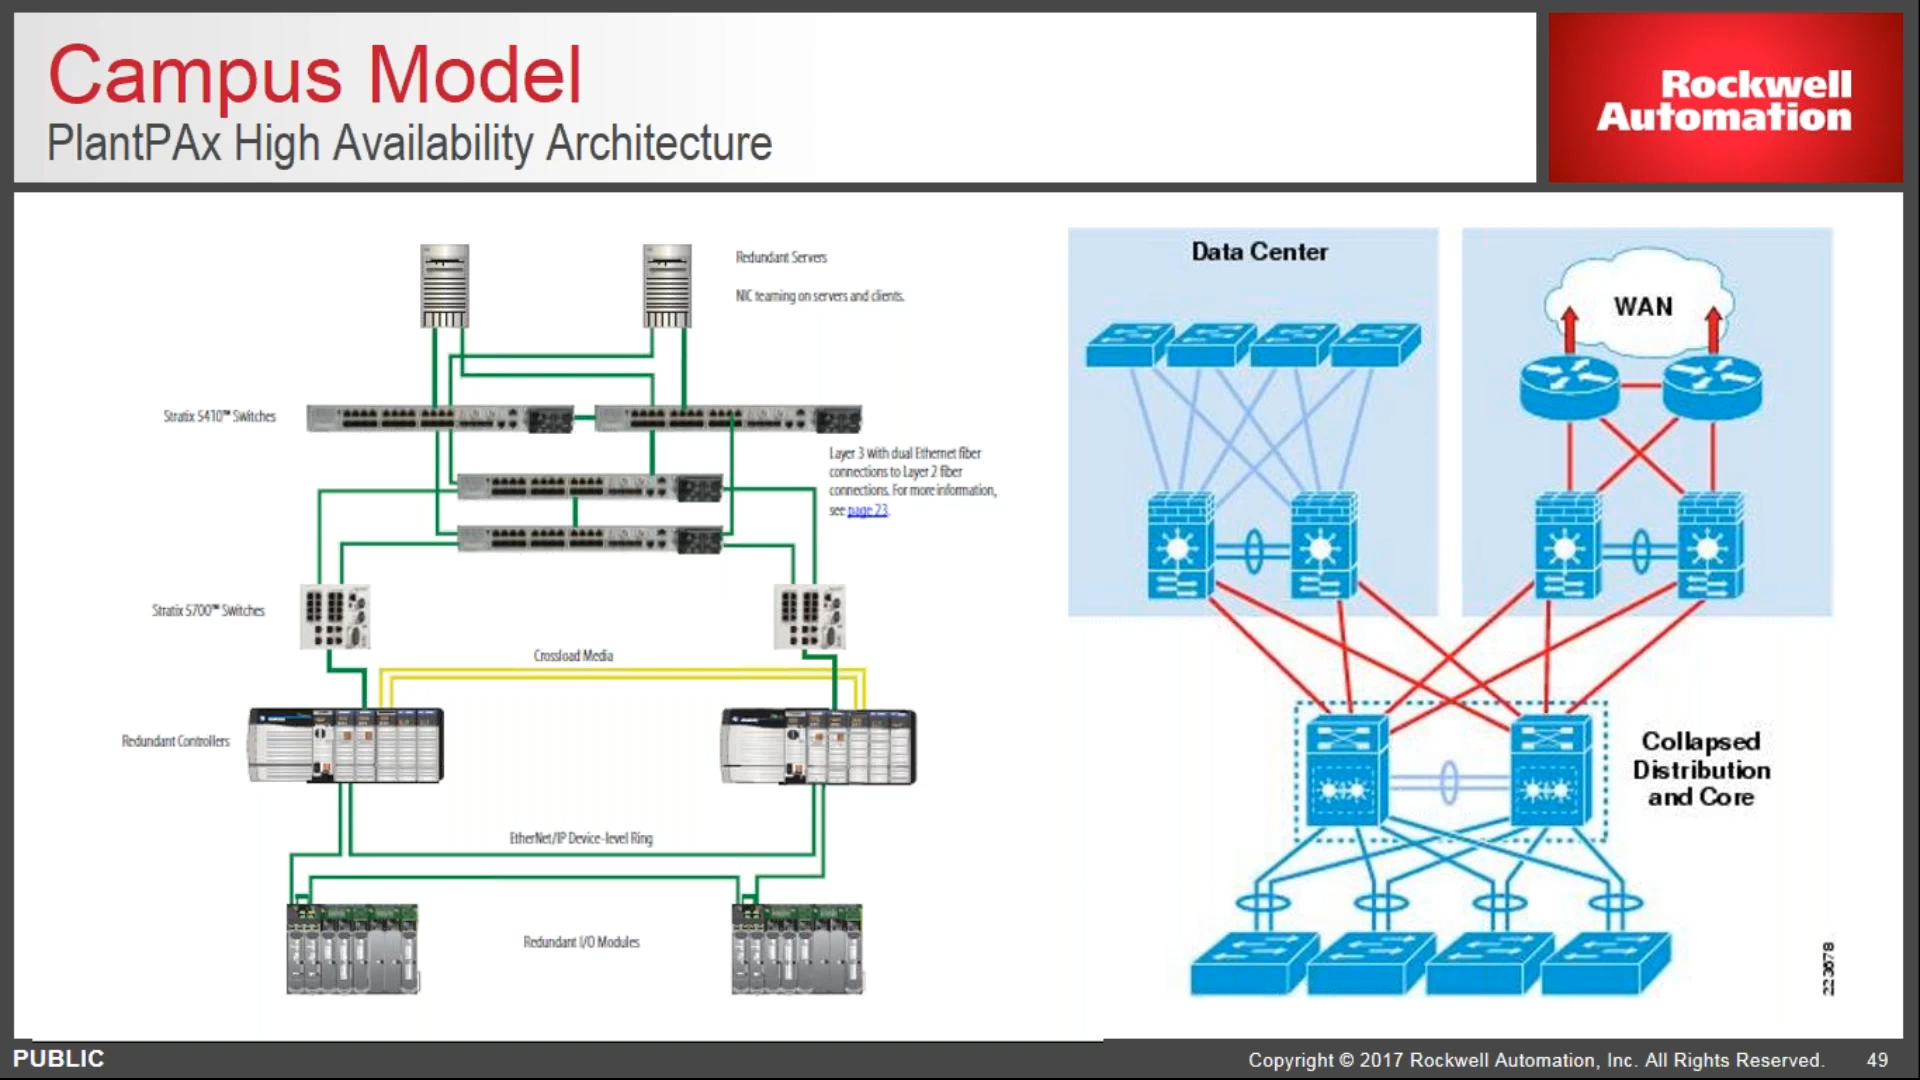 Campus Model
PlantPAx High Availability Architecture
Rockwell
Automation
Redundant Servers
NIC teaming on servers and clients.
Stratix 5410™ Switches
Layer 3 with dual Ethernet fiber
connections to Layer 2 fiber
connections. For more information,
see page 23.
Stratix 5700™ Switches
Crossload Media
Redundant Controllers
EtherNet/IP Device-level Ring
Redundant I/O Modules
Data Center
WAN
Collapsed
Distribution
and Core
223678
PUBLIC
Copyright © 2017 Rockwell Automation, Inc. All Rights Reserved.
49